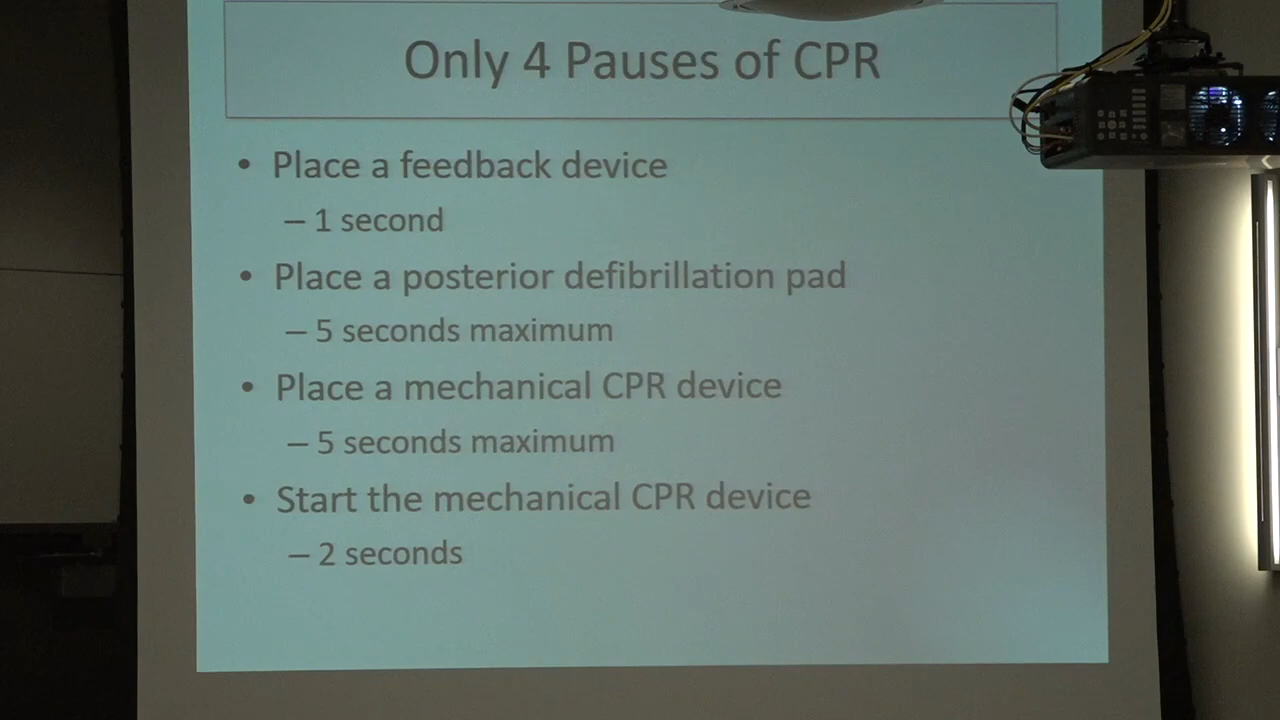 Only 4 Pauses of CPR
• Place a feedback device
– 1 second
• Place a posterior defibrillation pad
– 5 seconds maximum
• Place a mechanical CPR device
– 5 seconds maximum
• Start the mechanical CPR device
– 2 seconds